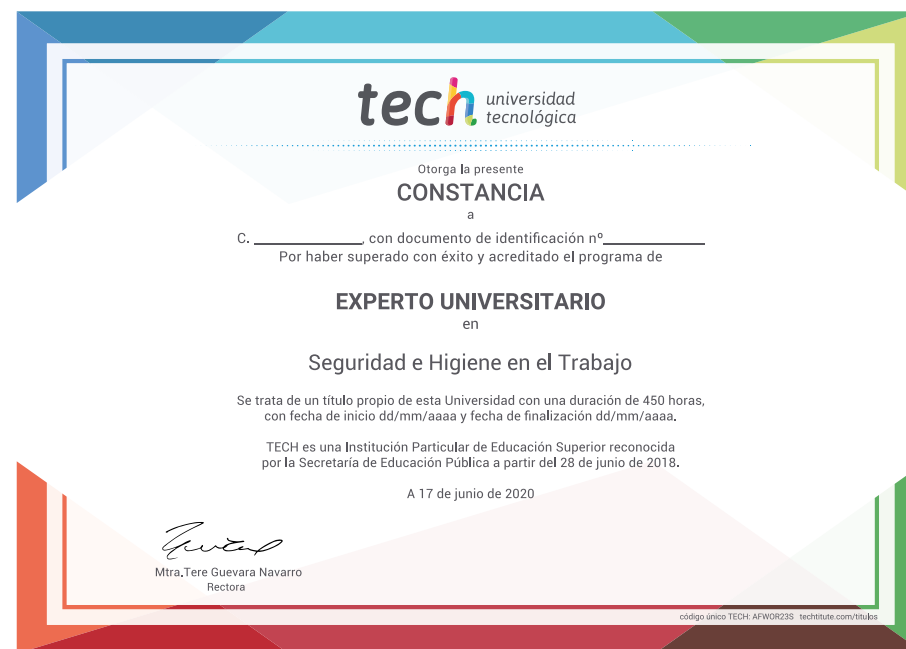 tech universidad
tecnológica
Otorga la presente
CONSTANCIA
a
C. ____________, con documento de identificación nº____________
Por haber superado con éxito y acreditado el programa de
EXPERTO UNIVERSITARIO
en
Seguridad e Higiene en el Trabajo
Se trata de un título propio de esta Universidad con una duración de 450 horas,
con fecha de inicio dd/mm/aaaa y fecha de finalización dd/mm/aaaa.
TECH es una Institución Particular de Educación Superior reconocida
por la Secretaría de Educación Pública a partir del 28 de junio de 2018.
A 17 de junio de 2020
Mtra.Tere Guevara Navarro
Rectora
código único TECH: AFWOR23S techtitute.com/titulos